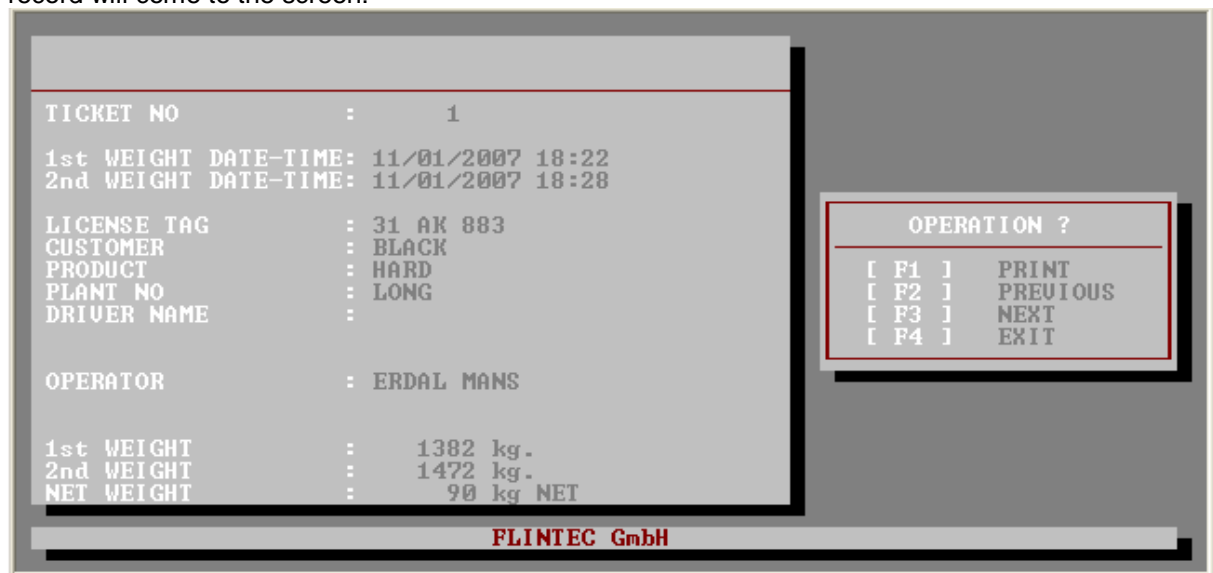 record will come to the screen.
TICKET NO : 1
1st WEIGHT DATE-TIME: 11/01/2007 18:22
2nd WEIGHT DATE-TIME: 11/01/2007 18:28
LICENSE TAG : 31 AK 883
CUSTOMER : BLACK
PRODUCT : HARD
PLANT NO : LONG
DRIVER NAME :
OPERATOR : ERDAL MANS
1st WEIGHT : 1382 kg.
2nd WEIGHT : 1472 kg.
NET WEIGHT : 90 kg NET
OPERATION ?
[ F1 ] PRINT
[ F2 ] PREVIOUS
[ F3 ] NEXT
[ F4 ] EXIT
FLINTEC GmbH